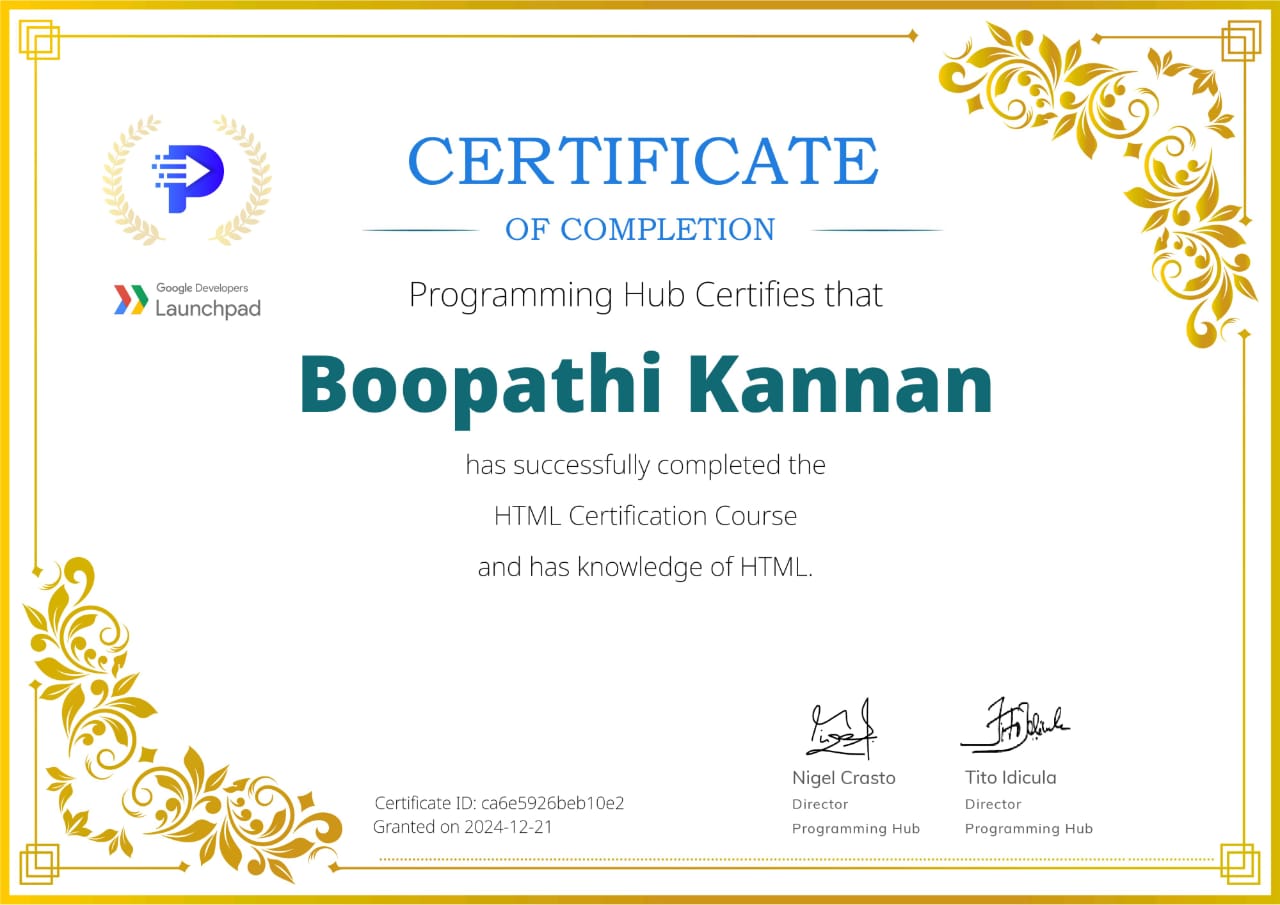 CERTIFICATE
OF COMPLETION
Google Developers
Launchpad
Programming Hub Certifies that
Boopathi Kannan
has successfully completed the
HTML Certification Course
and has knowledge of HTML.
Nigel Crasto
Director
Programming Hub
Tito Idicula
Director
Programming Hub
Certificate ID: ca6e5926beb10e2
Granted on 2024-12-21